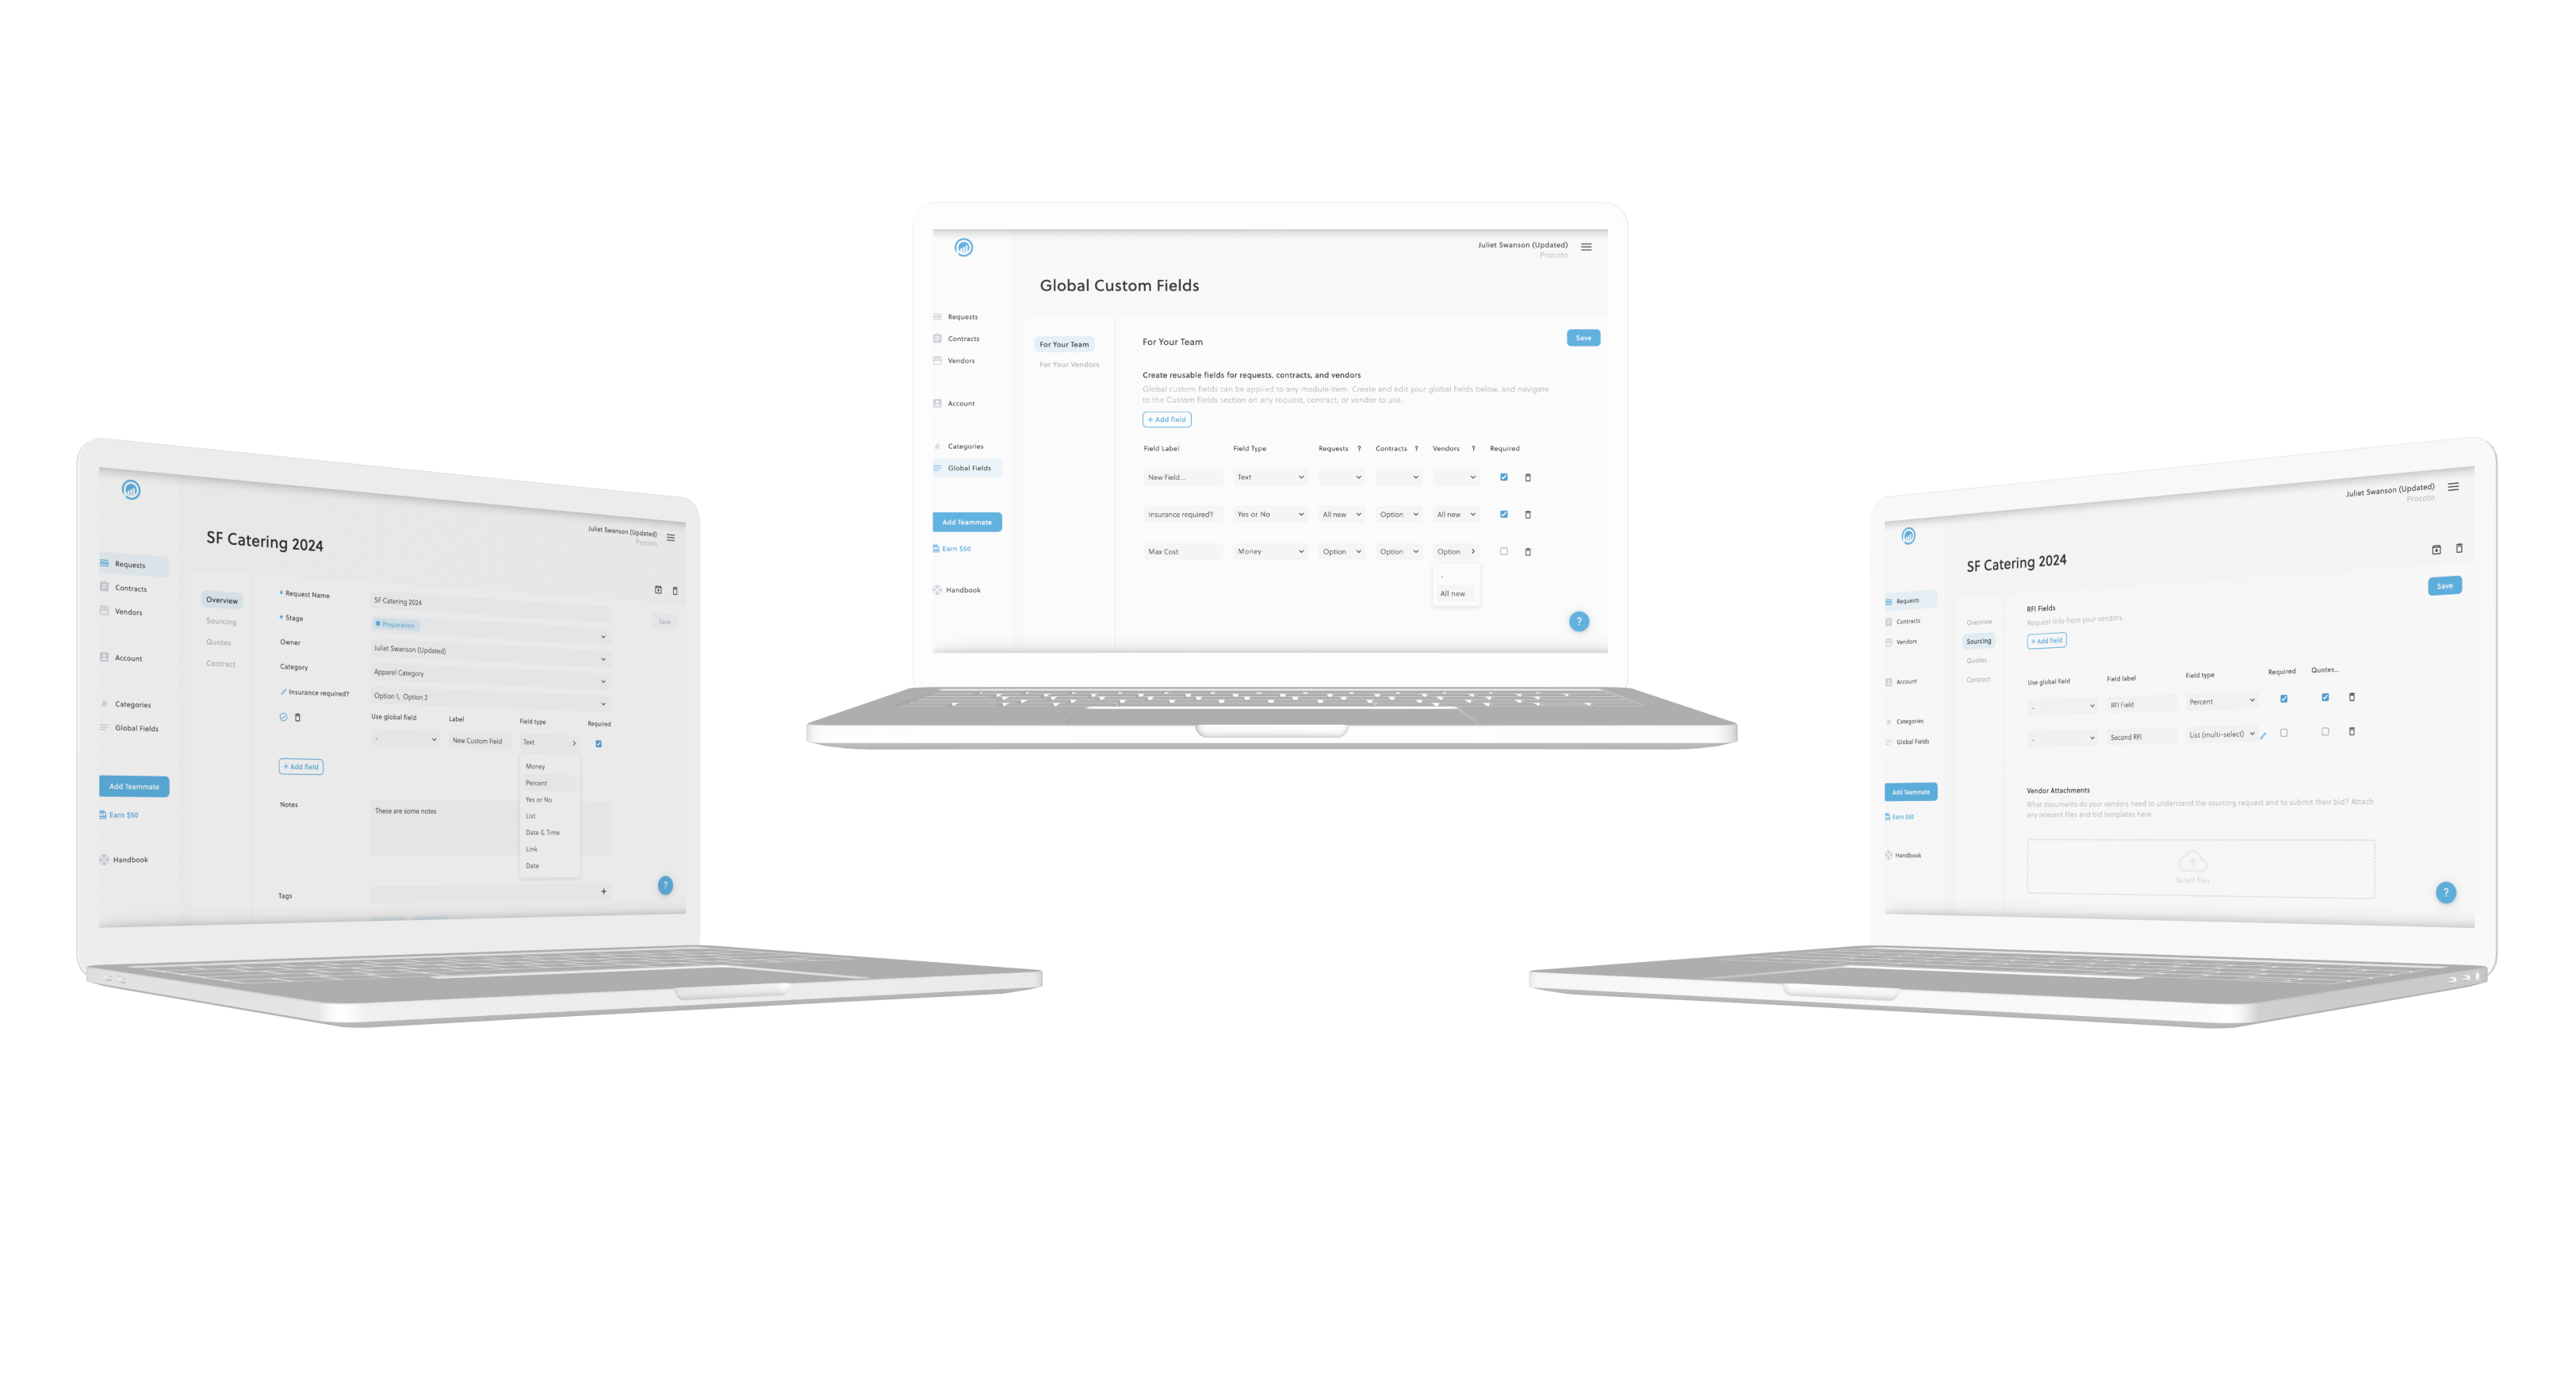 Juliet Swanson (Updated)
Procoto
SF Catering 2024
Requests
Contracts
Vendors
Account
# Categories
Global Fields
Add Teammate
Earn $50
Handbook
Overview
Sourcing
Quotes
Contract
* Request Name
SF Catering 2024
* Stage
Preparation
Owner
Juliet Swanson (Updated)
Category
Apparel Category
Insurance required?
Option 1, Option 2
Save
Use global field Label Field type Required
- New Custom Field Text
Money
Percent
Yes or No
List
Date & Time
Link
Date
+ Add field
Notes
These are some notes
Tags
+
?
Juliet Swanson (Updated)
Procoto
Global Custom Fields
Requests
Contracts
Vendors
Account
# Categories
Global Fields
Add Teammate
Earn $50
Handbook
For Your Team
For Your Vendors
For Your Team
Save
Create reusable fields for requests, contracts, and vendors
Global custom fields can be applied to any module item. Create and edit your global fields below, and navigate
to the Custom Fields section on any request, contract, or vendor to use.
+ Add field
Field Label Field Type Requests ? Contracts ? Vendors ? Required
New Field... Text
Insurance required? Yes or No All new Option All new
Max Cost Money Option Option Option
-
All new
?
Juliet Swanson (Updated)
Procoto
SF Catering 2024
Requests
Contracts
Vendors
Account
# Categories
Global Fields
Add Teammate
Earn $50
Handbook
Overview
Sourcing
Quotes
Contract
Save
RFI Fields
Request info from your vendors.
+ Add field
Use global field Field label Field type Required Quotes...
- RFI Field Percent
- Second RFI List (multi-select)
Vendor Attachments
What documents do your vendors need to understand the sourcing request and to submit their bid? Attach
any relevant files and bid templates here.
Select files
?